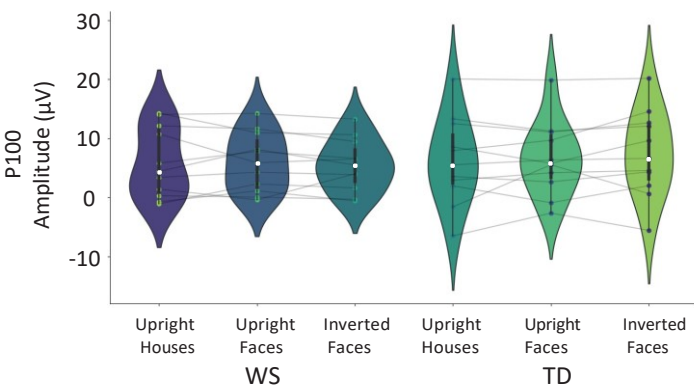 P100
Amplitude (µV)
30
20
10
0
-10
Upright
Houses
Upright
Faces
Inverted
Faces
Upright
Houses
Upright
Faces
Inverted
Faces
WS
TD